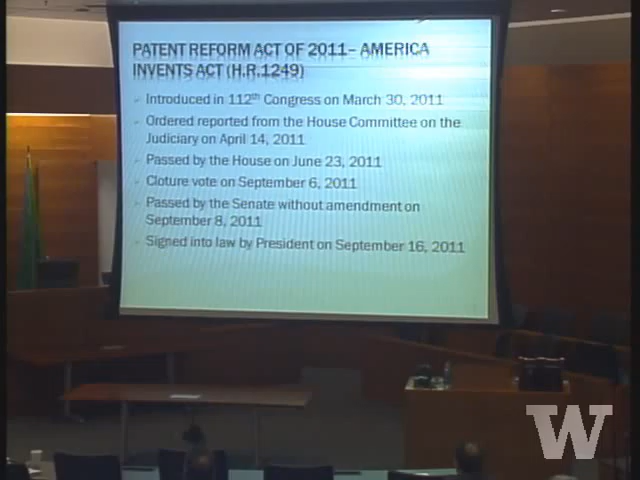 PATENT REFORM ACT OF 2011– AMERICA
INVENTS ACT (H.R.1249)
Introduced in 112th Congress on March 30, 2011
Ordered reported from the House Committee on the
Judiciary on April 14, 2011
Passed by the House on June 23, 2011
Cloture vote on September 6, 2011
Passed by the Senate without amendment on
September 8, 2011
Signed into law by President on September 16, 2011
W